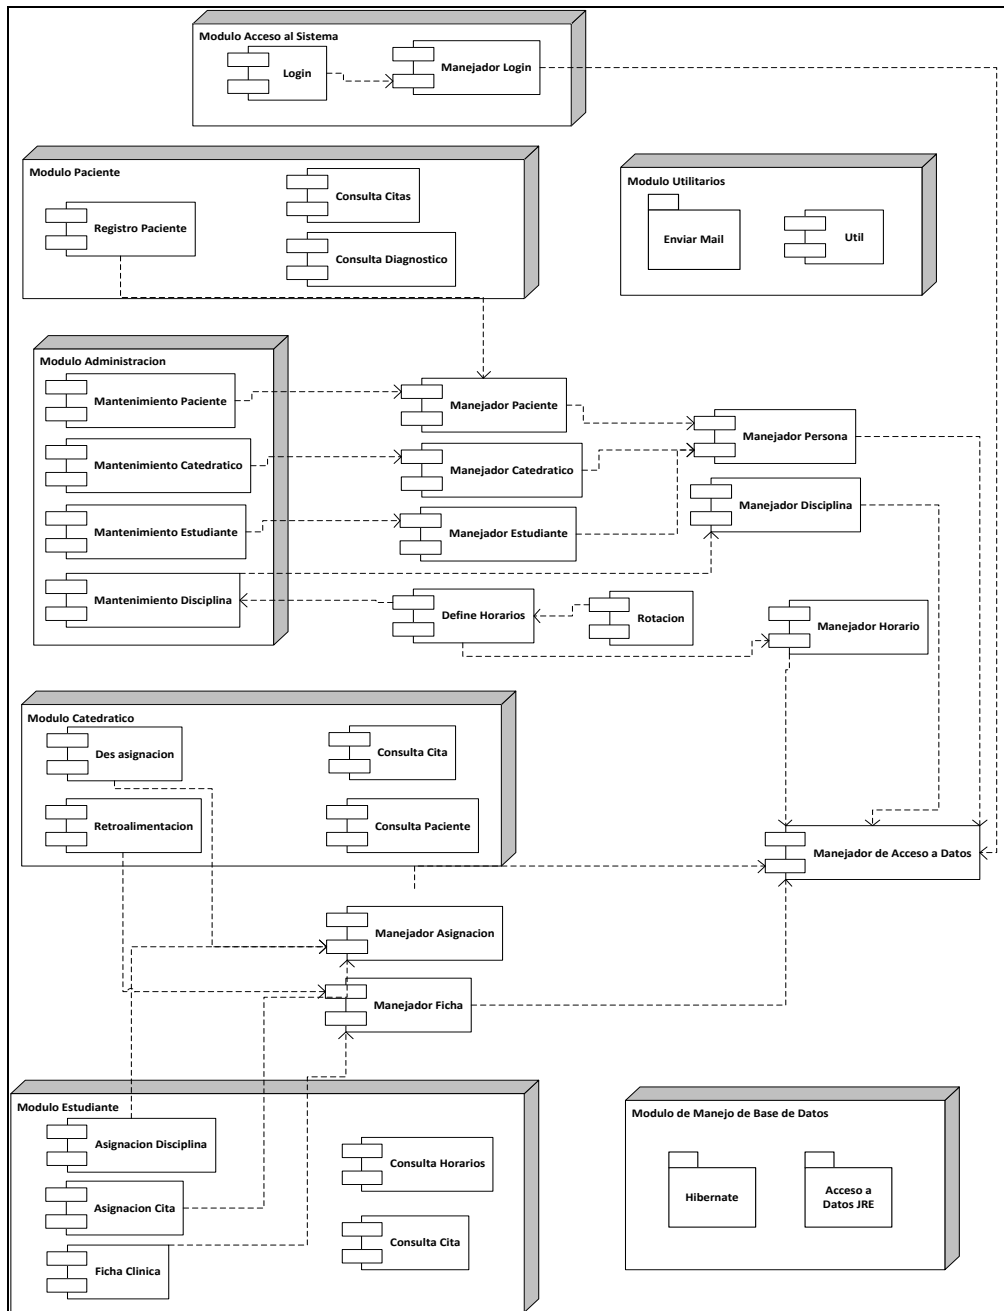 Modulo Acceso al Sistema
Login
Manejador Login
Modulo Paciente
Registro Paciente
Consulta Citas
Consulta Diagnostico
Modulo Utilitarios
Enviar Mail
Util
Modulo Administracion
Mantenimiento Paciente
Mantenimiento Catedratico
Mantenimiento Estudiante
Mantenimiento Disciplina
Manejador Paciente
Manejador Catedratico
Manejador Estudiante
Define Horarios
Rotacion
Manejador Persona
Manejador Disciplina
Manejador Horario
Modulo Catedratico
Des asignacion
Retroalimentacion
Consulta Cita
Consulta Paciente
Manejador de Acceso a Datos
Manejador Asignacion
Manejador Ficha
Modulo Estudiante
Asignacion Disciplina
Asignacion Cita
Ficha Clinica
Consulta Horarios
Consulta Cita
Modulo de Manejo de Base de Datos
Hibernate
Acceso a
Datos JRE